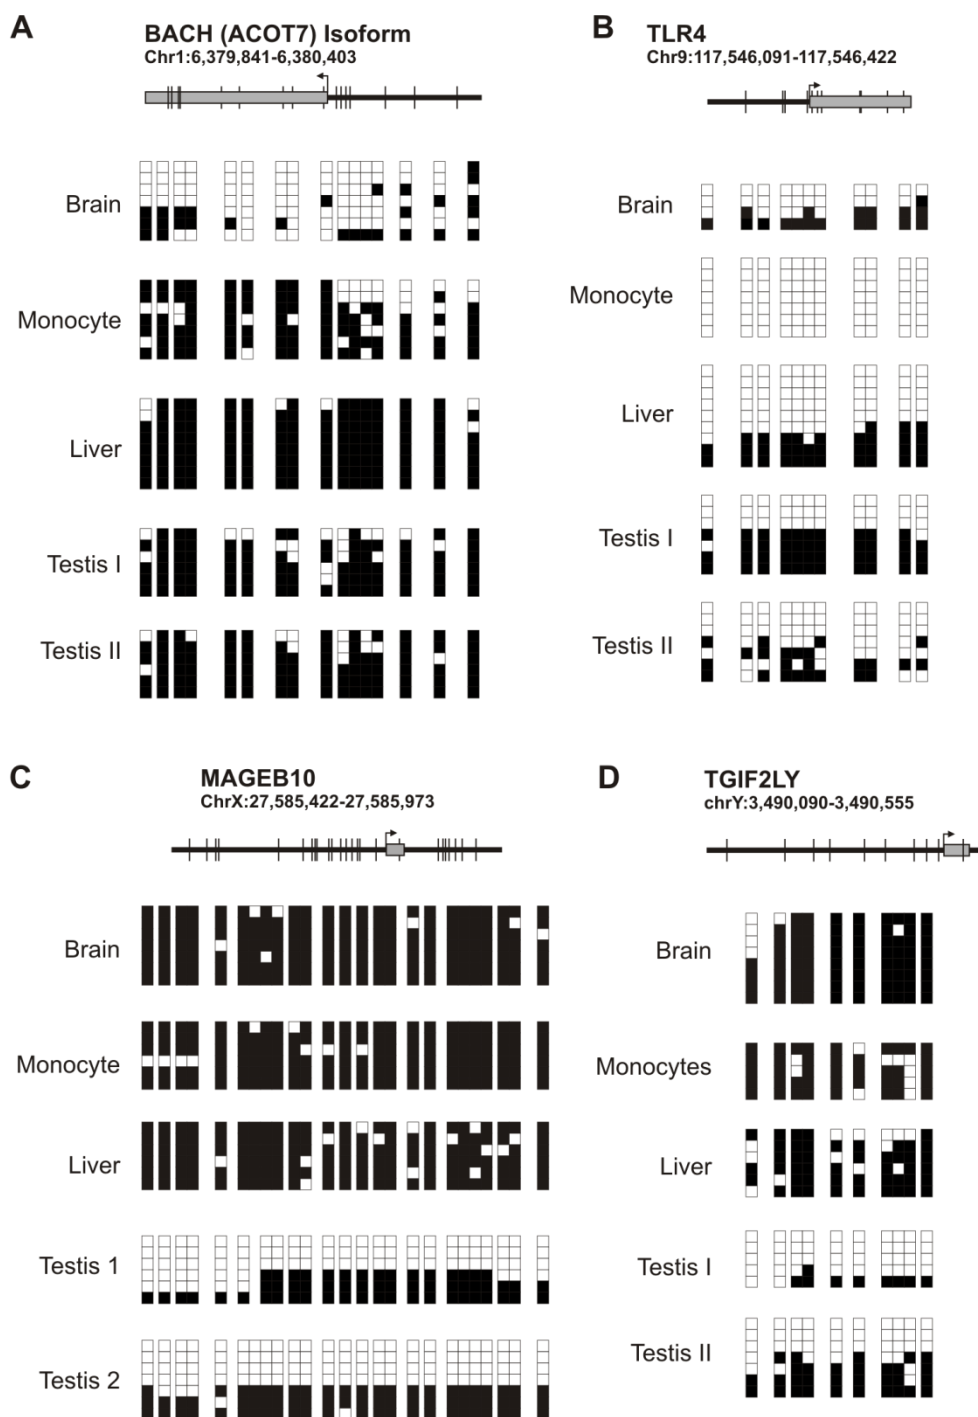 A
BACH (ACOT7) Isoform
Chr1:6,379,841-6,380,403
Brain
Monocyte
Liver
Testis I
Testis II
B
TLR4
Chr9:117,546,091-117,546,422
Brain
Monocyte
Liver
Testis I
Testis II
C
MAGEB10
ChrX:27,585,422-27,585,973
Brain
Monocyte
Liver
Testis 1
Testis 2
D
TGIF2LY
chrY:3,490,090-3,490,555
Brain
Monocytes
Liver
Testis I
Testis II